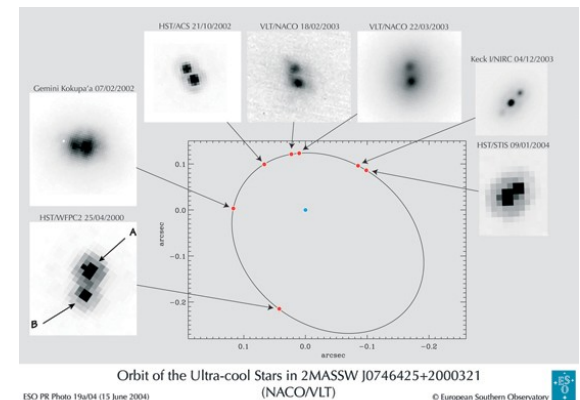 HST/ACS 21/10/2002
VLT/NACO 18/02/2003
VLT/NACO 22/03/2003
Keck I/NIRC 04/12/2003
Gemini Kokupa'a 07/02/2002
HST/STIS 09/01/2004
HST/WFPC2 25/04/2000
A
B
0.1
0.0
-0.1
-0.2
arcsec
0.1 0.0 -0.1 -0.2
arcsec
Orbit of the Ultra-cool Stars in 2MASSW J0746425+2000321
(NACO/VLT)
ESO PR Photo 19a/04 (15 June 2004)
© European Southern Observatory
ESO